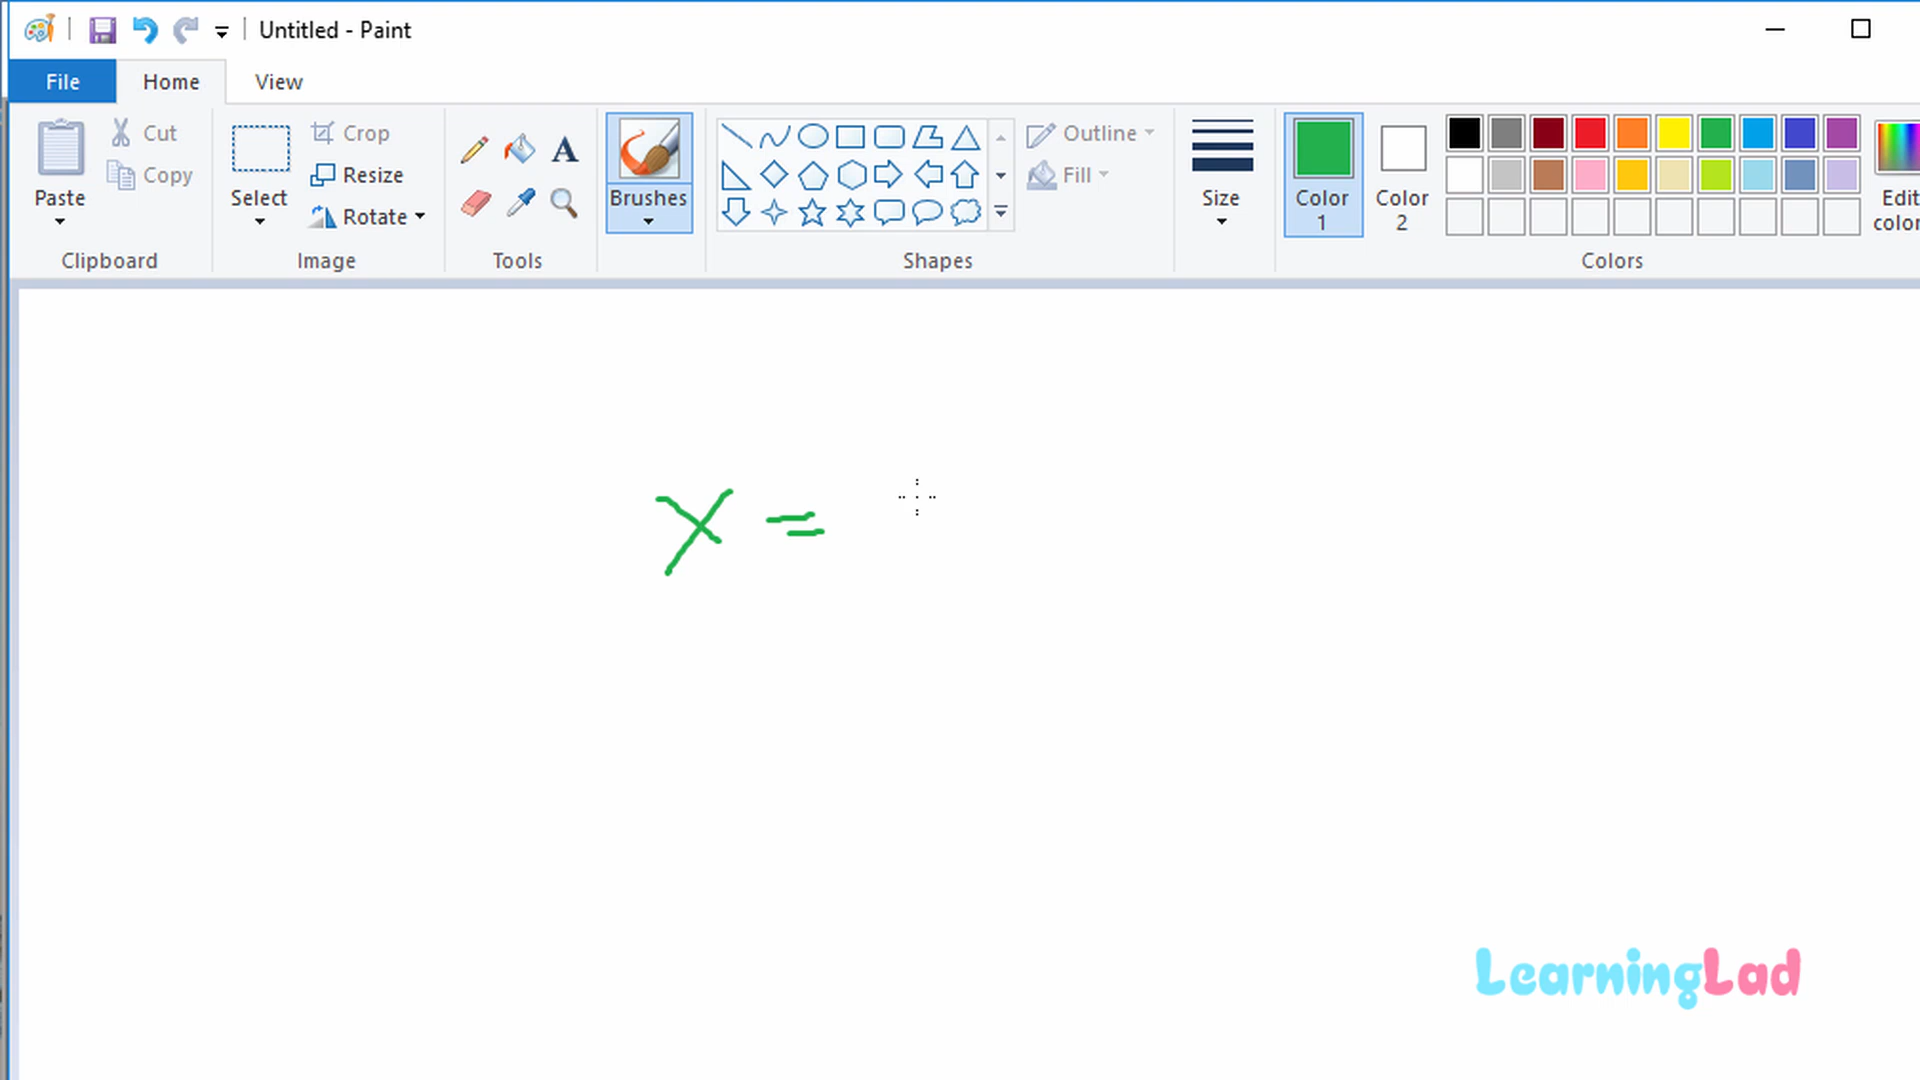 Untitled - Paint
File Home View
Paste Cut Copy Select Crop Resize Rotate A Brushes Outline Fill Size Color 1 Color 2 Edit color
Clipboard Image Tools Shapes Colors
X =
LearningLad